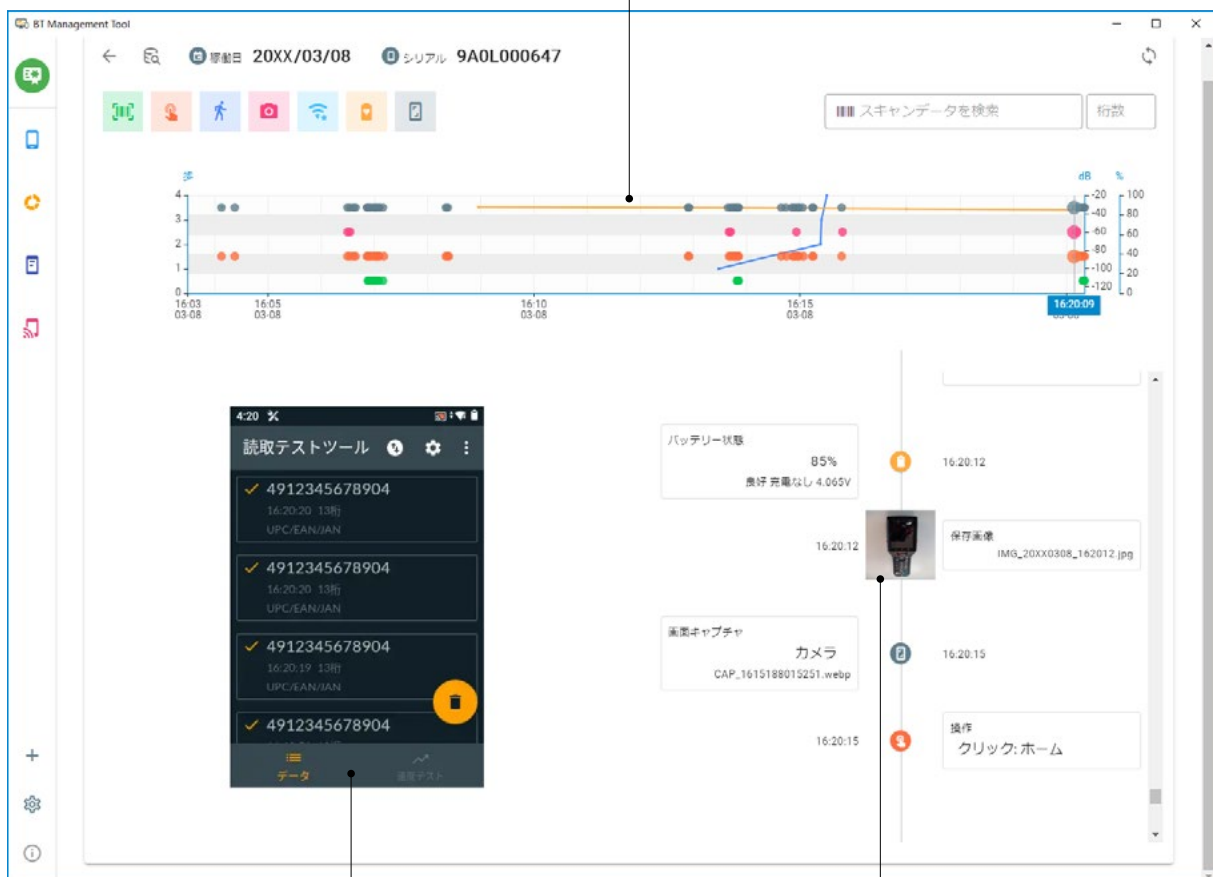 BT Management Tool
稼働日 20XX/03/08 シリアル 9A0L000647
スキャンデータを検索 桁数
歩 dB %
4 -20 100
3 -40 80
2 -60 60
1 -80 40
0 -100 20
-120 0
16:03 16:05 16:10 16:15 16:20:09
03-08 03-08 03-08 03-08
4:20
読取テストツール
4912345678904
16:20:20 13桁
UPC/EAN/JAN
4912345678904
16:20:20 13桁
UPC/EAN/JAN
4912345678904
16:20:19 13桁
UPC/EAN/JAN
4912345678904
データ 速度テスト
バッテリー状態
85%
良好 充電なし 4.065V
16:20:12
16:20:12
保存画像
IMG_20XX0308_162012.jpg
画面キャプチャ
カメラ
CAP_1615188015251.webp
16:20:15
16:20:15
操作
クリック: ホーム